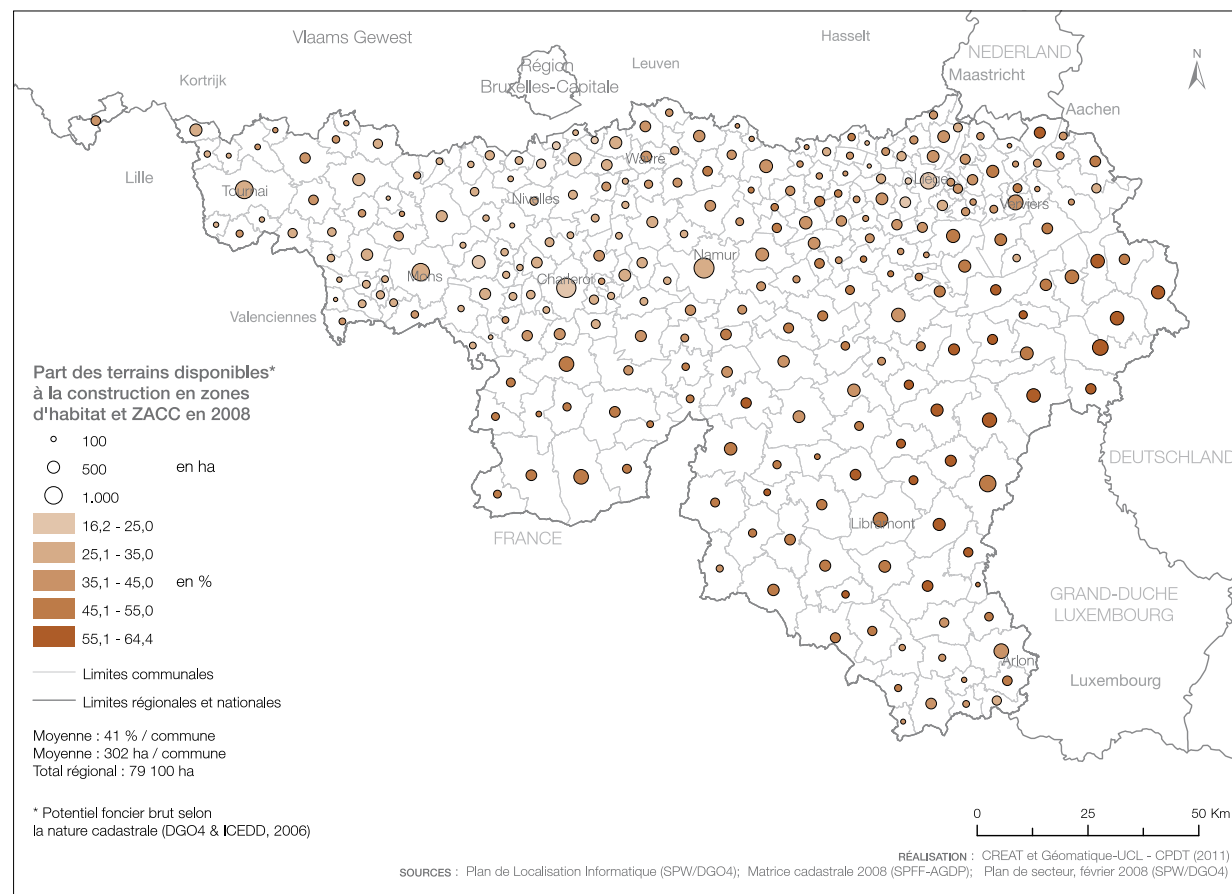 Vlaams Gewest
Hasselt
NEDERLAND
Maastricht
N
Kortrijk
Région
Bruxelles-Capitale
Leuven
Aachen
Lille
Tournai
Wavre
Nivelles
Liège
Verviers
Mons
Charleroi
Namur
Valenciennes
Part des terrains disponibles*
à la construction en zones
d'habitat et ZACC en 2008
100
500 en ha
1.000
16,2 - 25,0
25,1 - 35,0
35,1 - 45,0 en %
45,1 - 55,0
55,1 - 64,4
Limites communales
Limites régionales et nationales
Moyenne : 41 % / commune
Moyenne : 302 ha / commune
Total régional : 79 100 ha
* Potentiel foncier brut selon
la nature cadastrale (DGO4 & ICEDD, 2006)
DEUTSCHLAND
FRANCE
Libramont
GRAND-DUCHE
LUXEMBOURG
Arlon
Luxembourg
0 25 50 Km
RÉALISATION : CREAT et Géomatique-UCL - CPDT (2011)
SOURCES : Plan de Localisation Informatique (SPW/DGO4); Matrice cadastrale 2008 (SPFF-AGDP); Plan de secteur, février 2008 (SPW/DGO4)